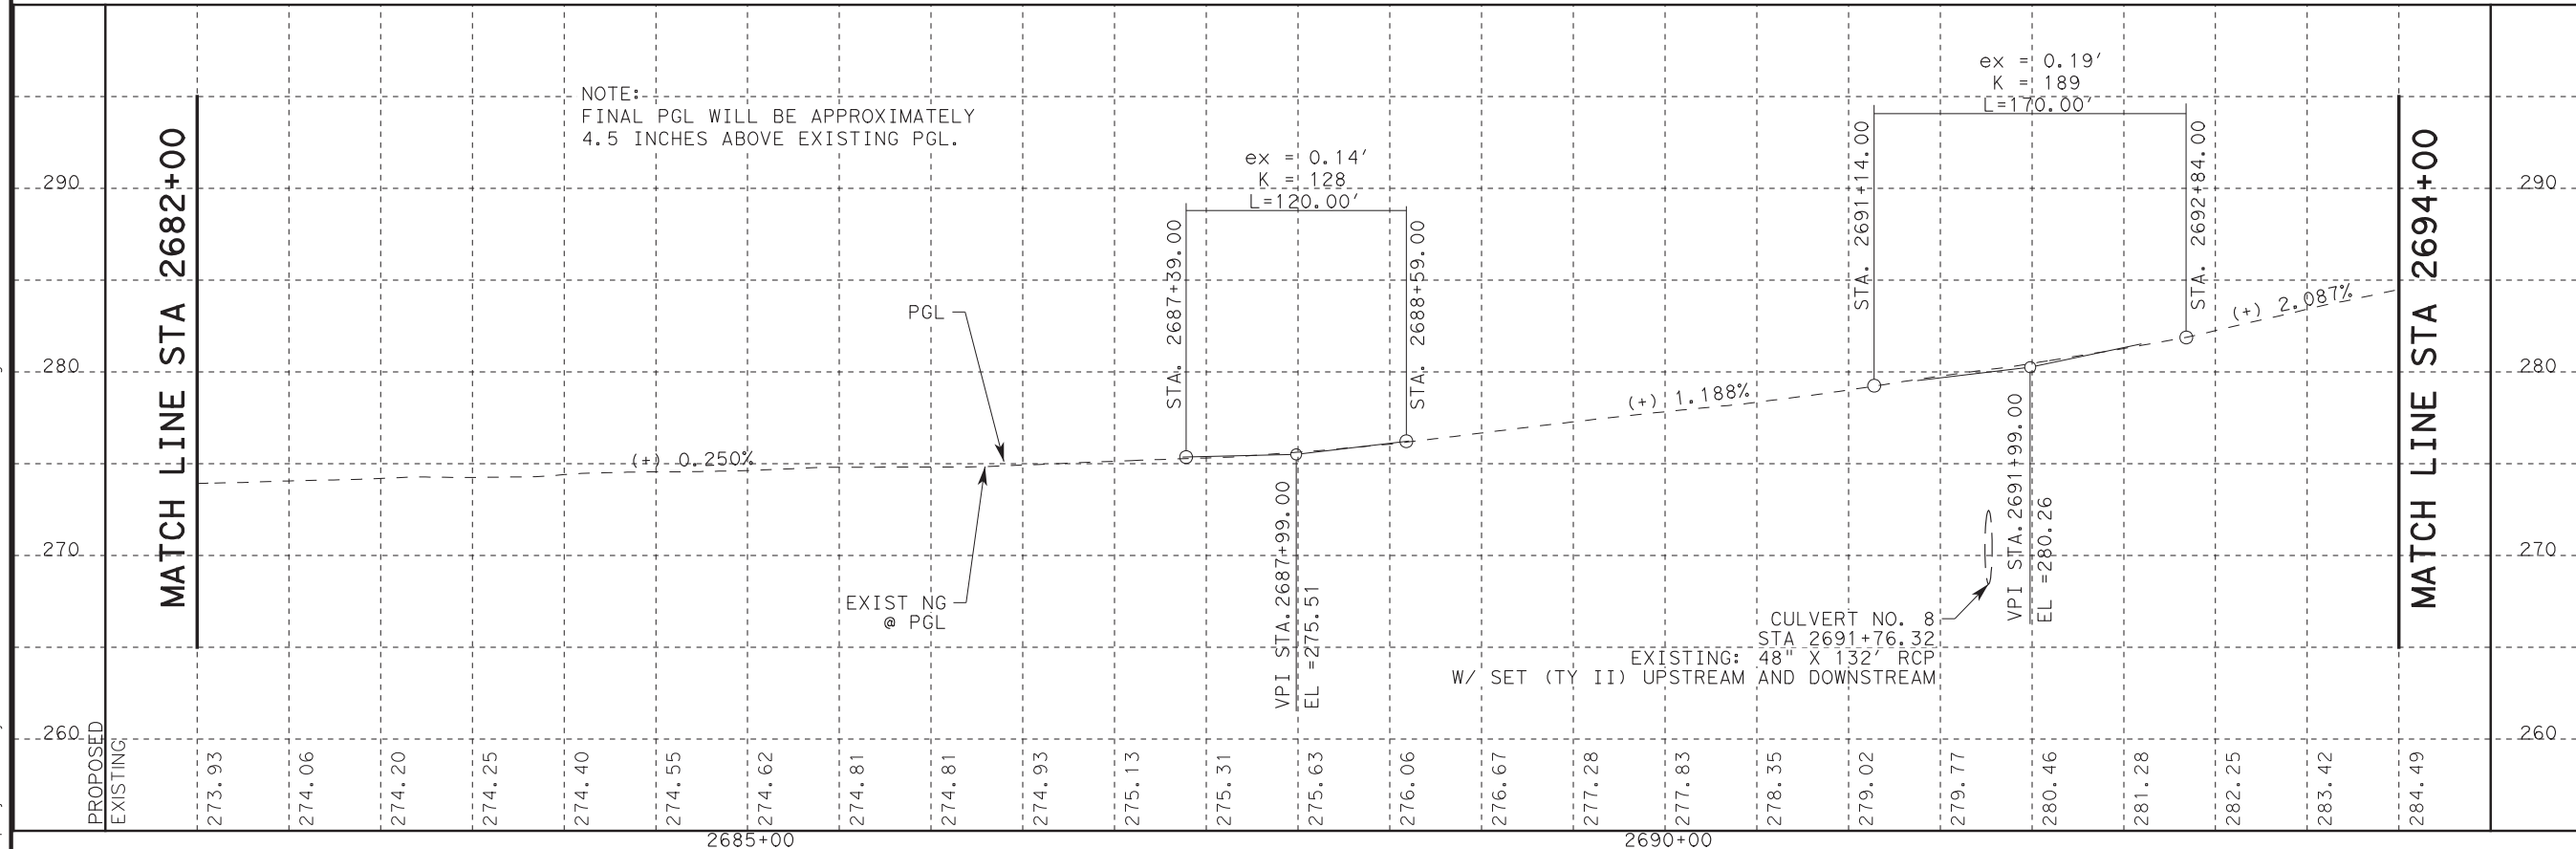 ex = 0.19'
K = 189
L=170.00'
NOTE:
FINAL PGL WILL BE APPROXIMATELY
4.5 INCHES ABOVE EXISTING PGL.
ex = 0.14'
K = 128
L=120.00'
MATCH LINE STA 2682+00
STA. 2687+39.00
STA. 2688+59.00
STA. 2691+14.00
STA. 2692+84.00
MATCH LINE STA 2694+00
290
290
280
280
270
270
260
260
PGL
(+) 0.250%
(+) 1.188%
(+) 2.087%
EXIST NG
@ PGL
VPI STA.2687+99.00
EL =275.51
VPI STA.2691+99.00
EL =280.26
CULVERT NO. 8
STA 2691+76.32
EXISTING: 48" X 132' RCP
W/ SET (TY II) UPSTREAM AND DOWNSTREAM
PROPOSED
EXISTING
273.93
274.06
274.20
274.25
274.40
274.55
274.62
274.81
274.81
274.93
275.13
275.31
275.63
276.06
276.67
277.28
277.83
278.35
279.02
279.77
280.46
281.28
282.25
283.42
284.49
2685+00
2690+00